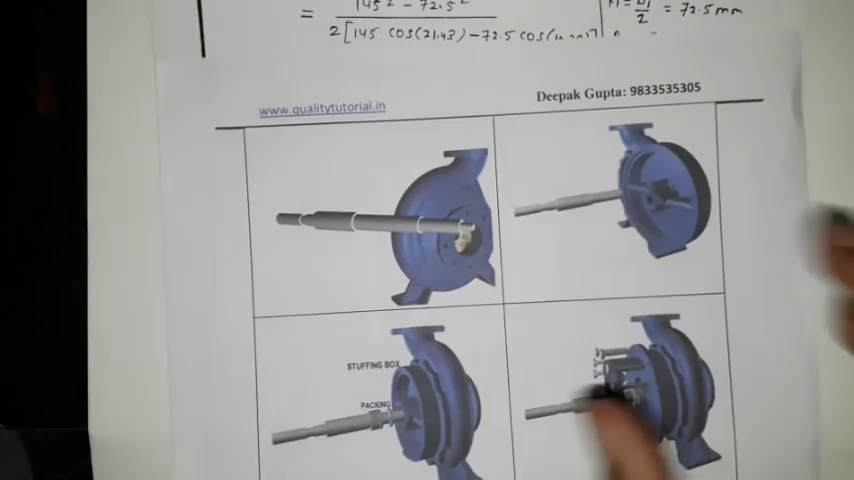 = 145² - 72.5²
2[145 cos(21.43) - 72.5 cos(
2 = 72.5 mm
www.qualitytutorial.in
Deepak Gupta: 9833535305
STUFFING BOX
PACKING